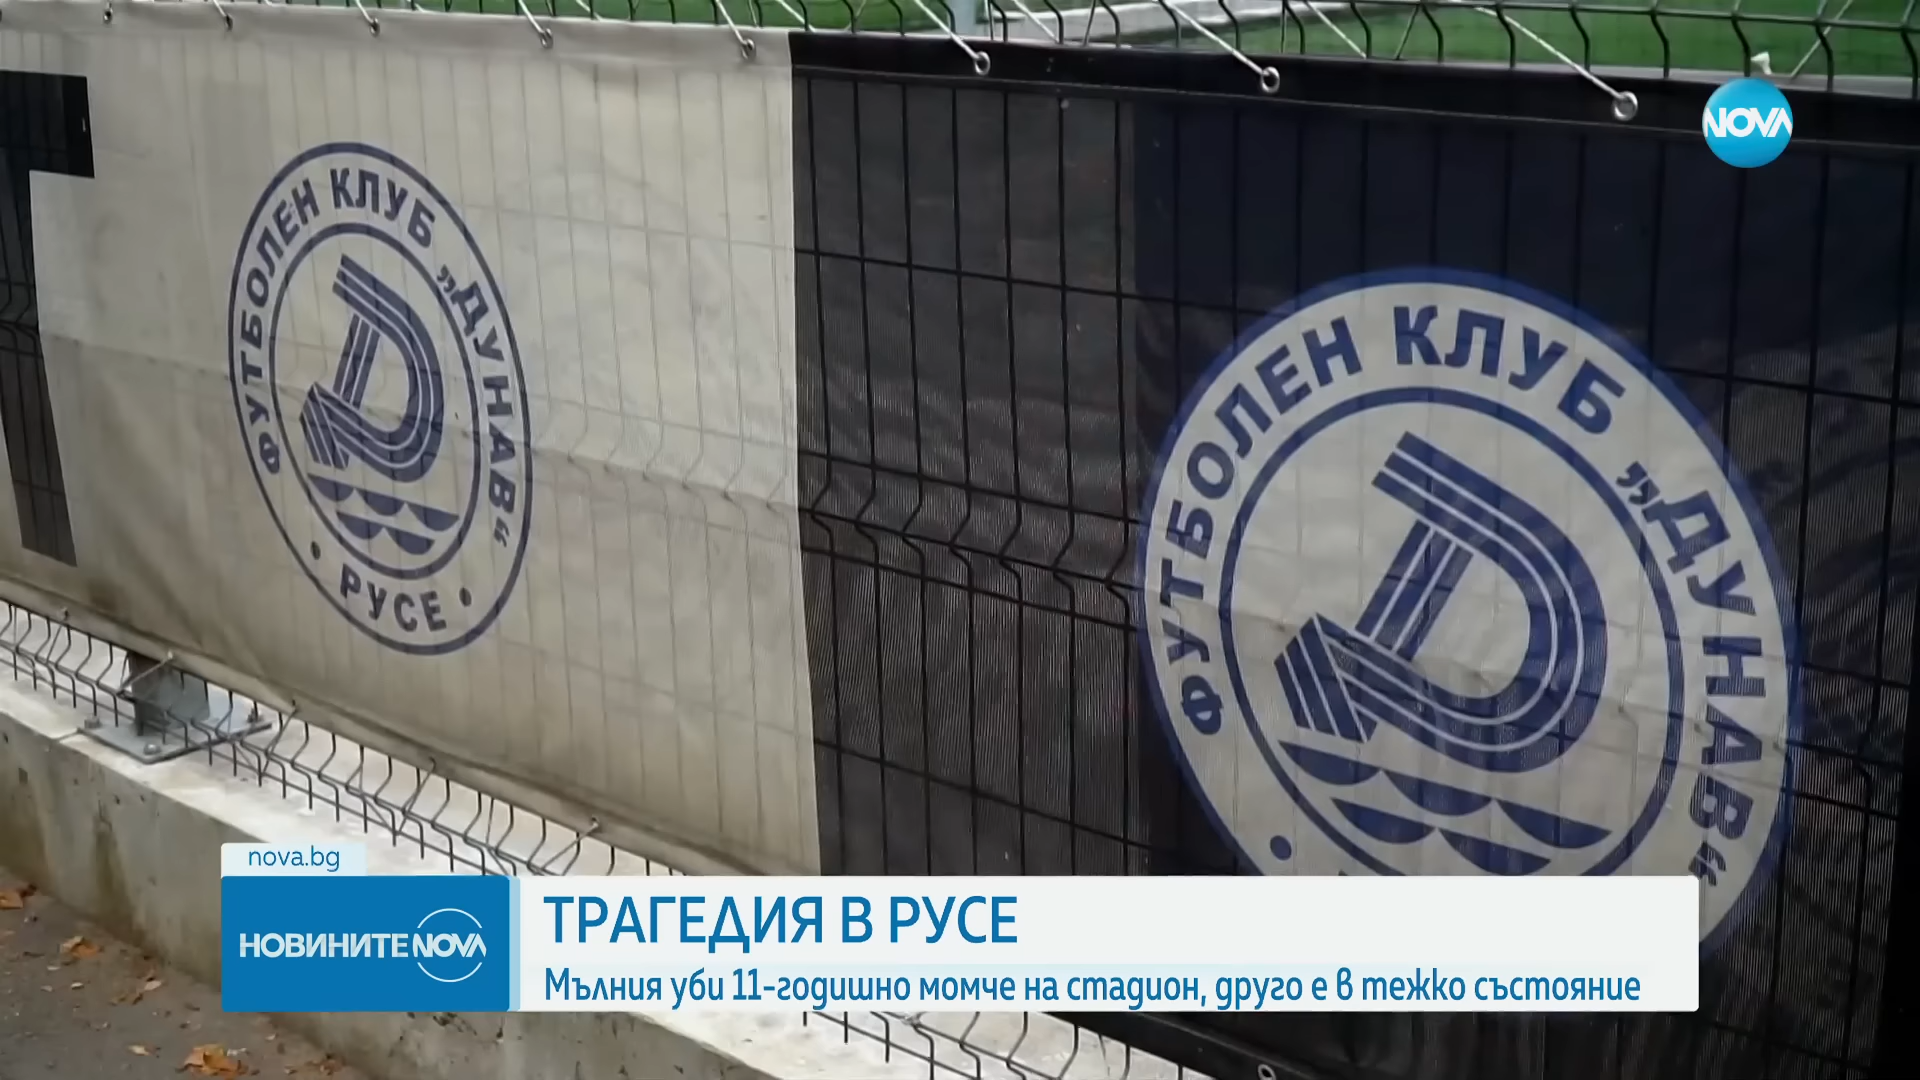 NOVA
ФУТБОЛЕН КЛУБ „ДУНАВ“
• РУСЕ •
ФУТБОЛЕН КЛУБ „ДУНАВ“
nova.bg
НОВИНИТЕ NOVA
ТРАГЕДИЯ В РУСЕ
Мълния уби 11-годишно момче на стадион, друго е в тежко състояние